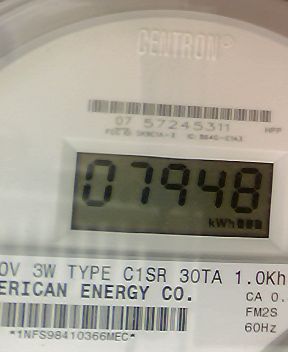 CENTRON®
07 57245311
HPP
07948
kWh
0V 3W TYPE C1SR 30TA 1.0Kh
ERICAN ENERGY CO.
CA 0.
FM2S
60Hz
*1NFS98410366MEC*